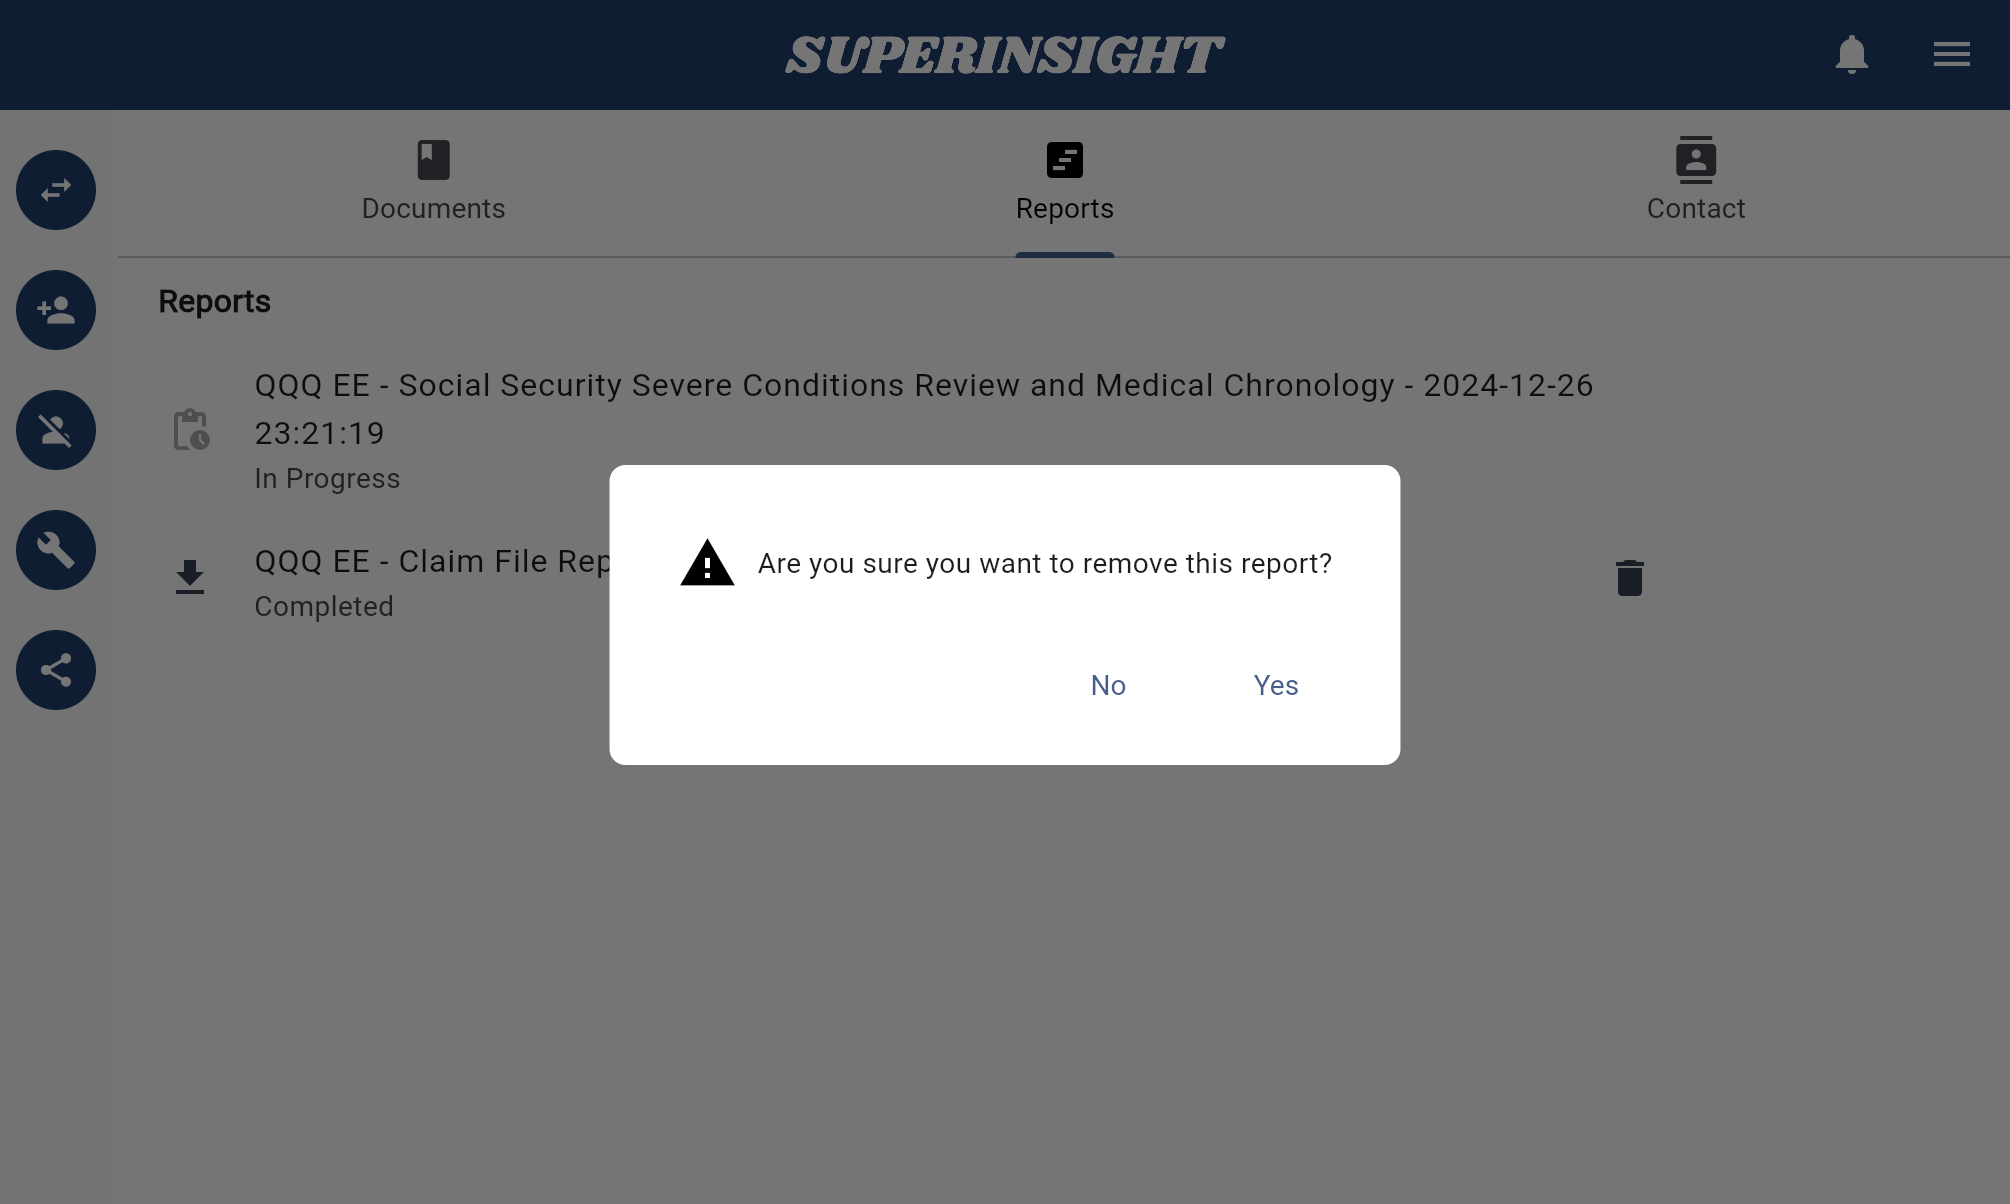 SUPERINSIGHT
Documents
Reports
Contact
Reports
QQQ EE - Social Security Severe Conditions Review and Medical Chronology - 2024-12-26
23:21:19
In Progress
QQQ EE - Claim File
Completed
Are you sure you want to remove this report?
No
Yes